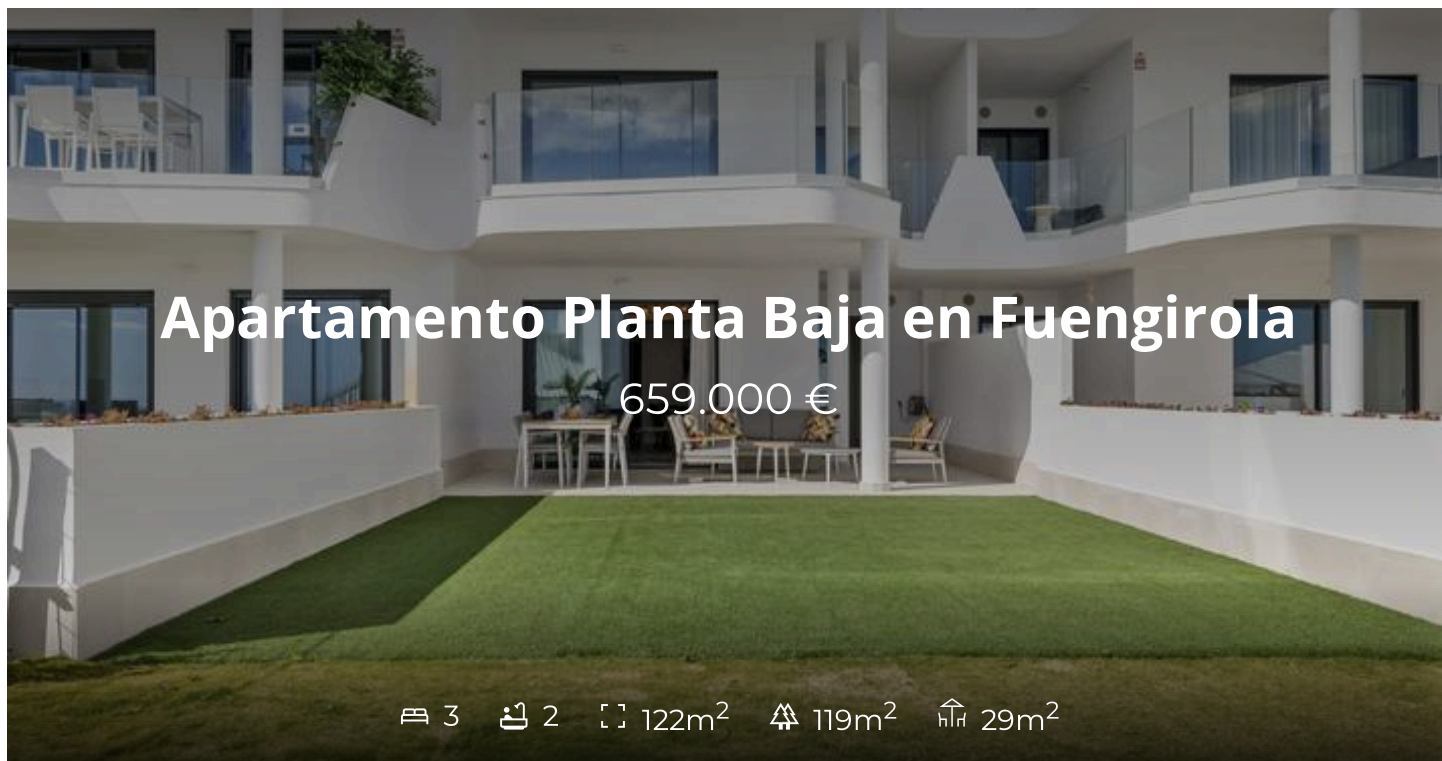 Apartamento Planta Baja en Fuengirola
659.000 €
3 2 122m² 119m² 29m²